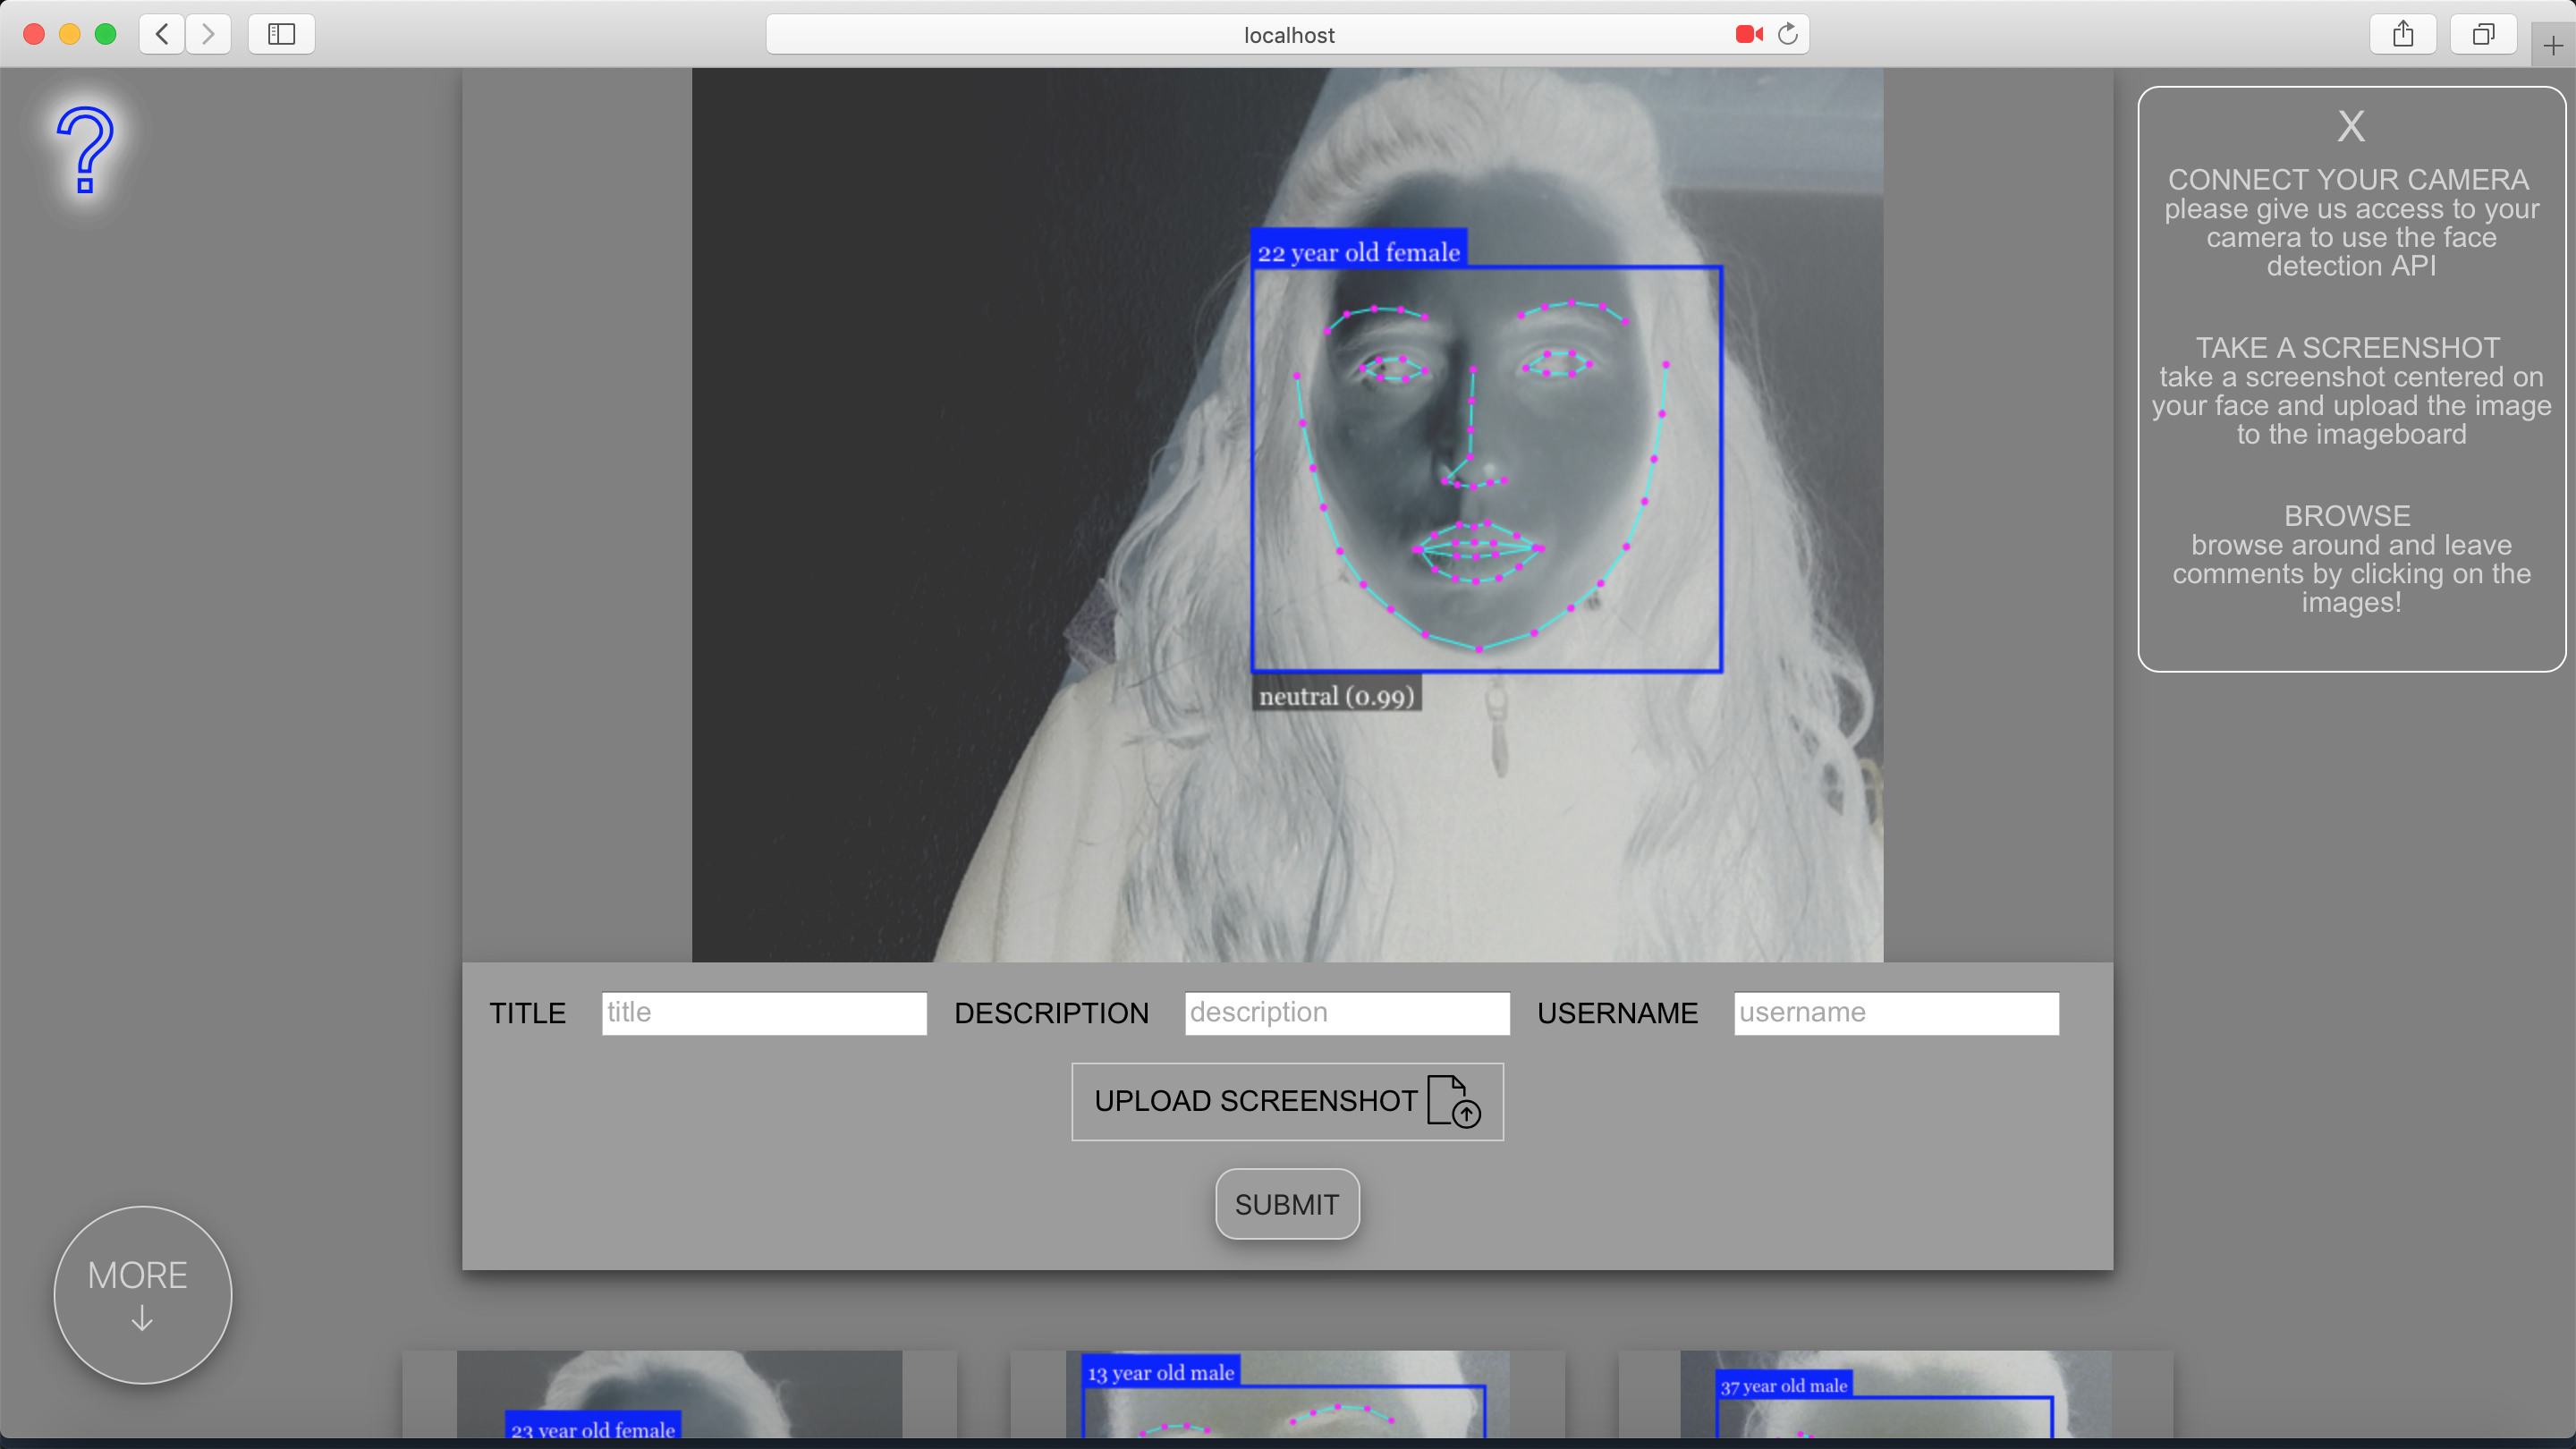 localhost
?
22 year old female
neutral (0.99)
X
CONNECT YOUR CAMERA
please give us access to your
camera to use the face
detection API
TAKE A SCREENSHOT
take a screenshot centered on
your face and upload the image
to the imageboard
BROWSE
browse around and leave
comments by clicking on the
images!
TITLE title DESCRIPTION description USERNAME username
UPLOAD SCREENSHOT
SUBMIT
MORE
↓
23 year old female
13 year old male
37 year old male